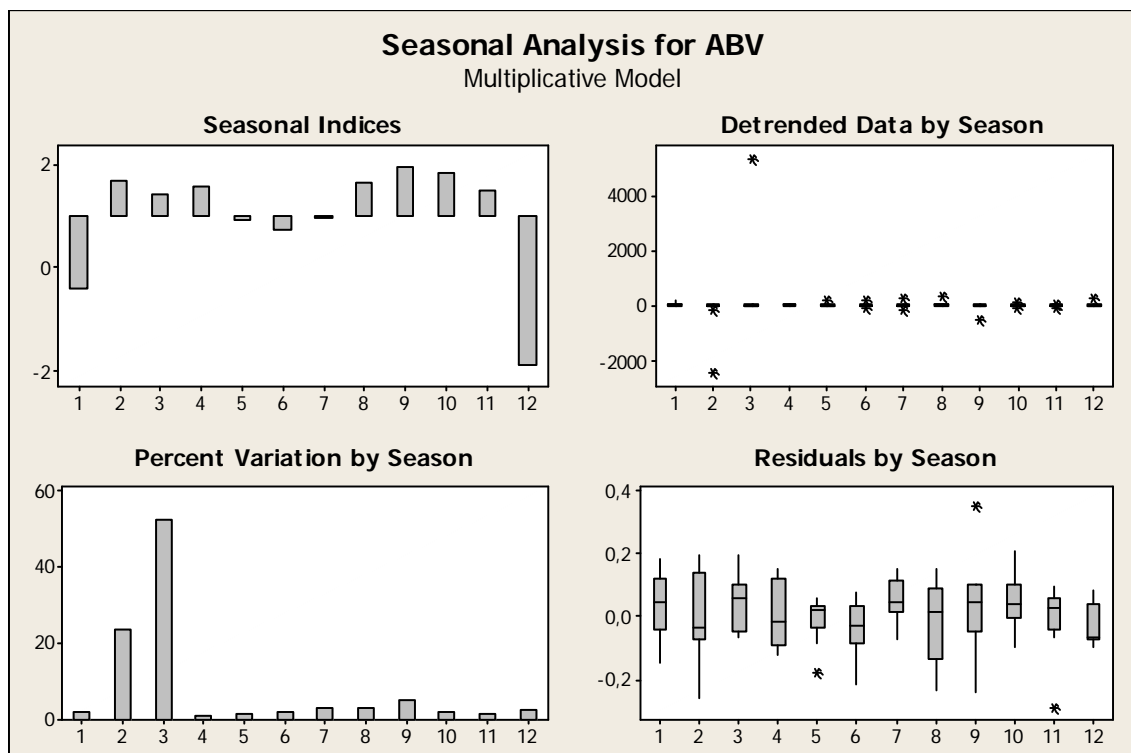 Seasonal Analysis for ABV
Multiplicative Model
Seasonal Indices
2
0
-2
1 2 3 4 5 6 7 8 9 10 11 12
Detrended Data by Season
4000
2000
0
-2000
1 2 3 4 5 6 7 8 9 10 11 12
Percent Variation by Season
60
40
20
0
1 2 3 4 5 6 7 8 9 10 11 12
Residuals by Season
0,4
0,2
0,0
-0,2
1 2 3 4 5 6 7 8 9 10 11 12